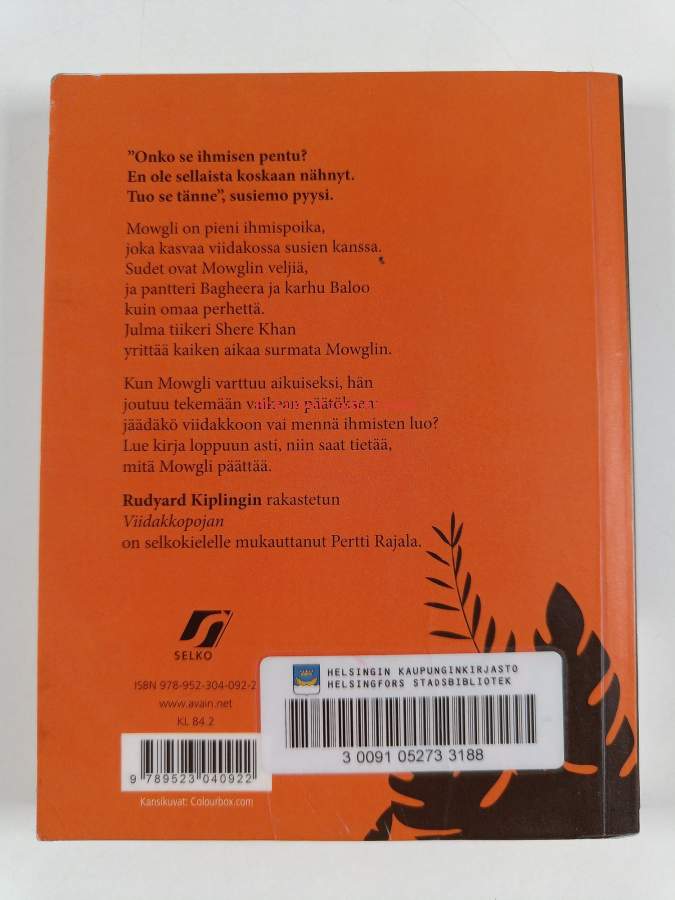 ”Onko se ihmisen pentu?
En ole sellaista koskaan nähnyt.
Tuo se tänne”, susiemo pyysi.
Mowgli on pieni ihmispoika,
joka kasvaa viidakossa susien kanssa.
Sudet ovat Mowglin veljiä,
ja pantteri Bagheera ja karhu Baloo
kuin omaa perhettä.
Julma tiikeri Shere Khan
yrittää kaiken aikaa surmata Mowglin.
Kun Mowgli varttuu aikuiseksi, hän
joutuu tekemään vaikean päätöksen:
jäädäkö viidakkoon vai mennä ihmisten luo?
Lue kirja loppuun asti, niin saat tietää,
mitä Mowgli päättää.
Rudyard Kiplingin rakastetun
Viidakkopojan
on selkokielelle mukauttanut Pertti Rajala.
SELKO
ISBN 978-952-304-092-2
www.avain.net
KL 84.2
9 789523 040922
Kansikuvat: Colourbox.com
HELSINGIN KAUPUNGINKIRJASTO
HELSINGFORS STADSBIBLIOTEK
3 0091 05273 3188